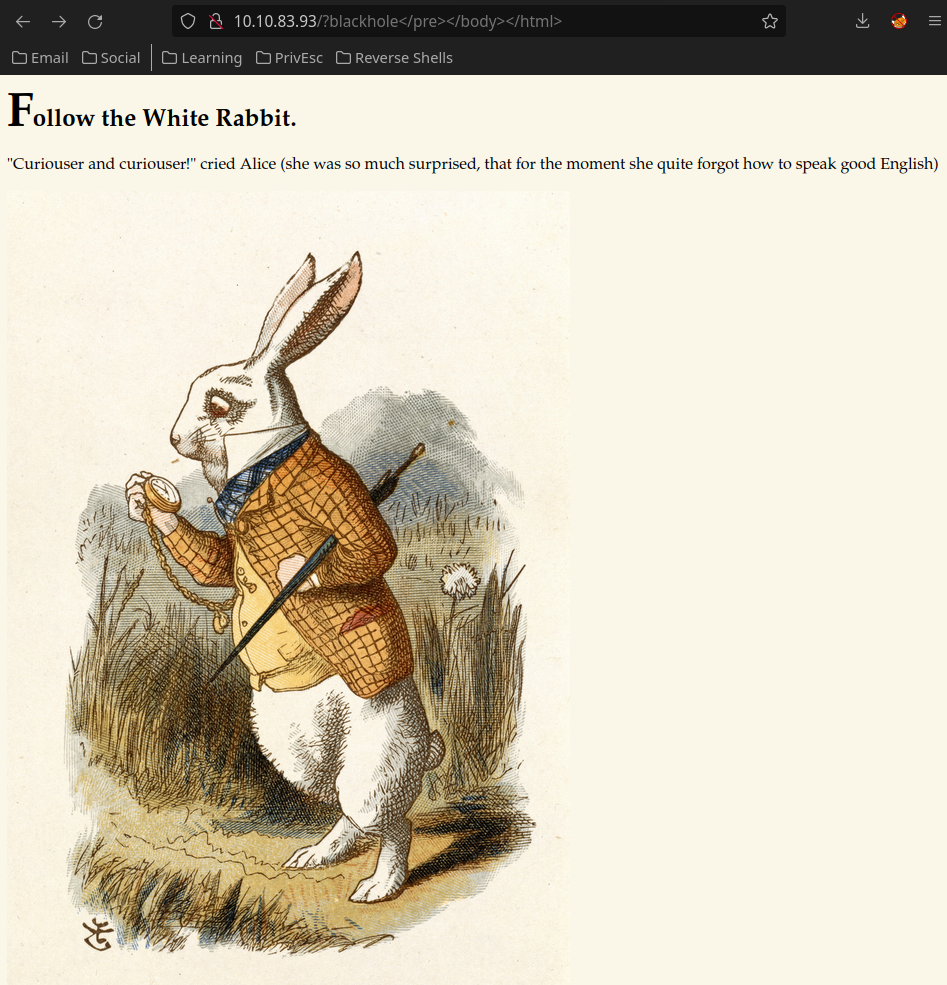 10.10.83.93/?blackhole</pre></body></html>
Email Social Learning PrivEsc Reverse Shells
Follow the White Rabbit.
"Curiouser and curiouser!" cried Alice (she was so much surprised, that for the moment she quite forgot how to speak good English)